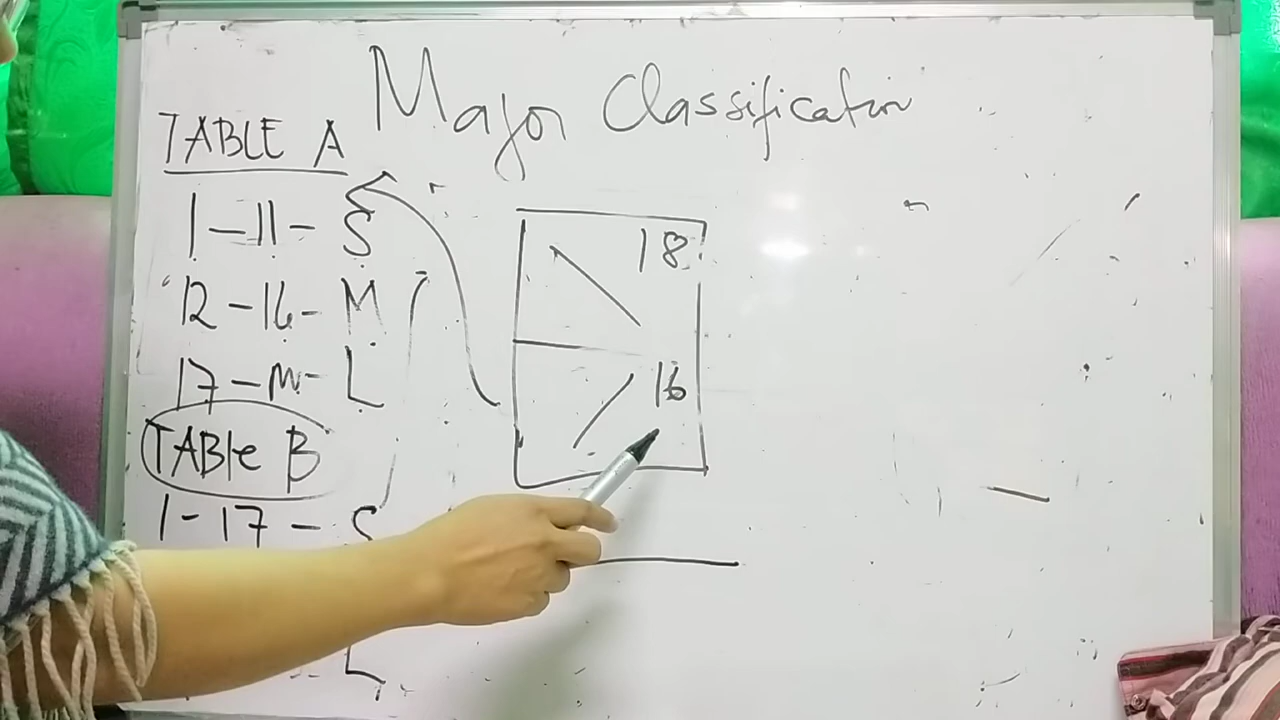 Major Classification
TABLE A
1-11- S
12-16- M
17-M- L
TABle B
1-17 - S
L
18
16